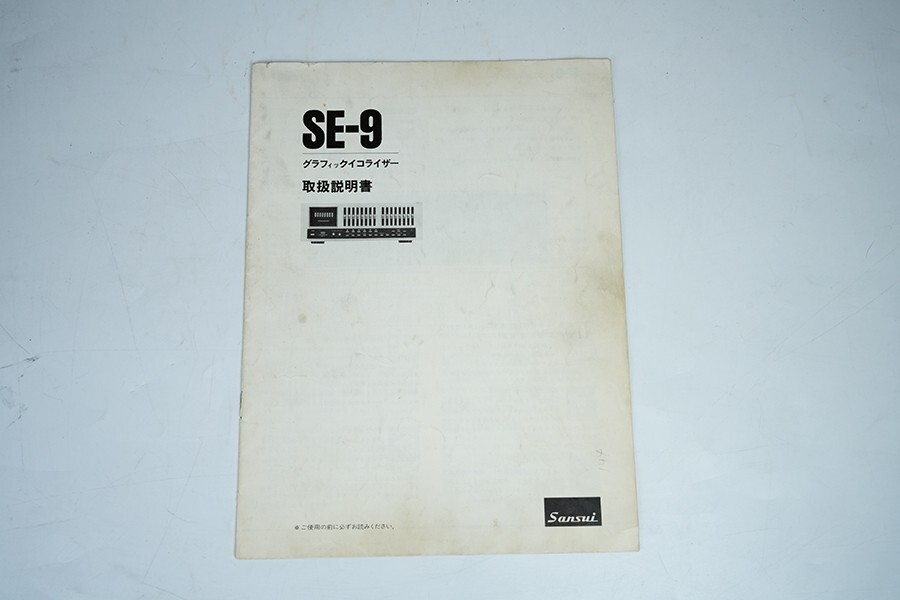 SE-9
グラフィックイコライザー
取扱説明書
※ご使用の前に必ずお読みください。
Sansui